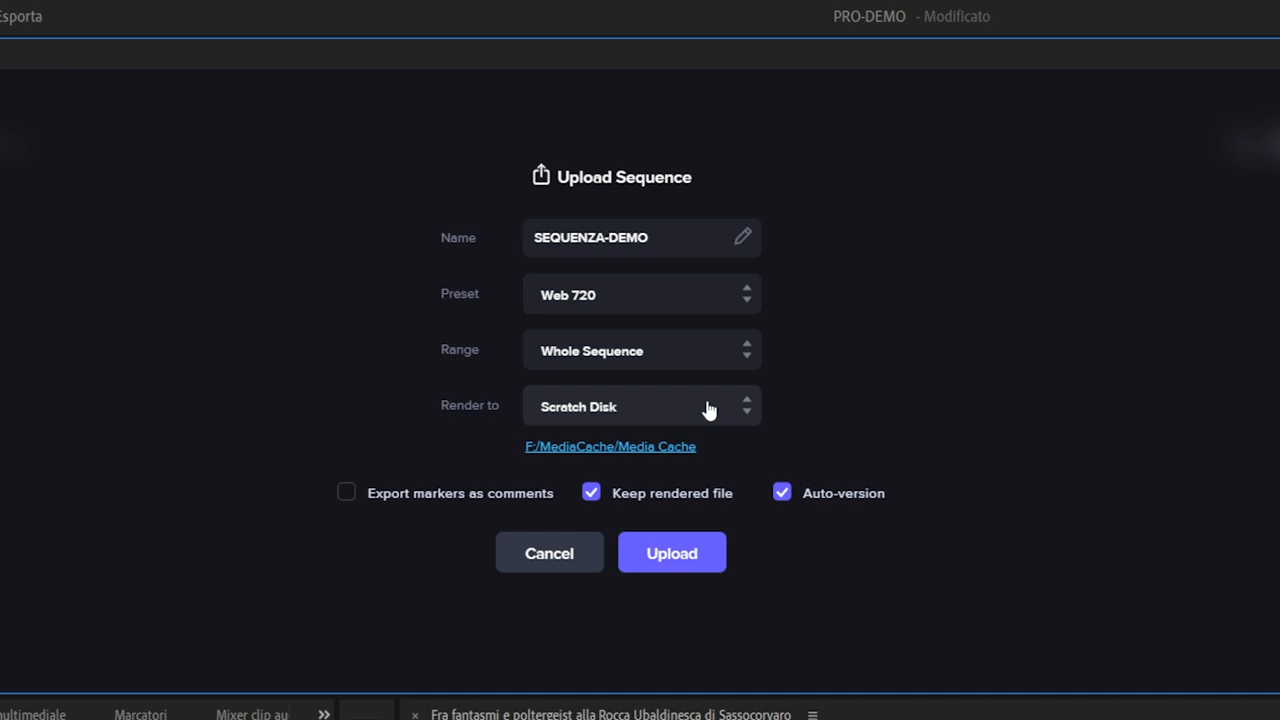 Esporta
PRO-DEMO - Modificato
Upload Sequence
Name SEQUENZA-DEMO
Preset Web 720
Range Whole Sequence
Render to Scratch Disk
F:/MediaCache/Media Cache
Export markers as comments Keep rendered file Auto-version
Cancel Upload
multimediale Marcatori Mixer clip au » × Fra fantasmi e poltergeist alla Rocca Ubaldinesca di Sassocorvaro ≡